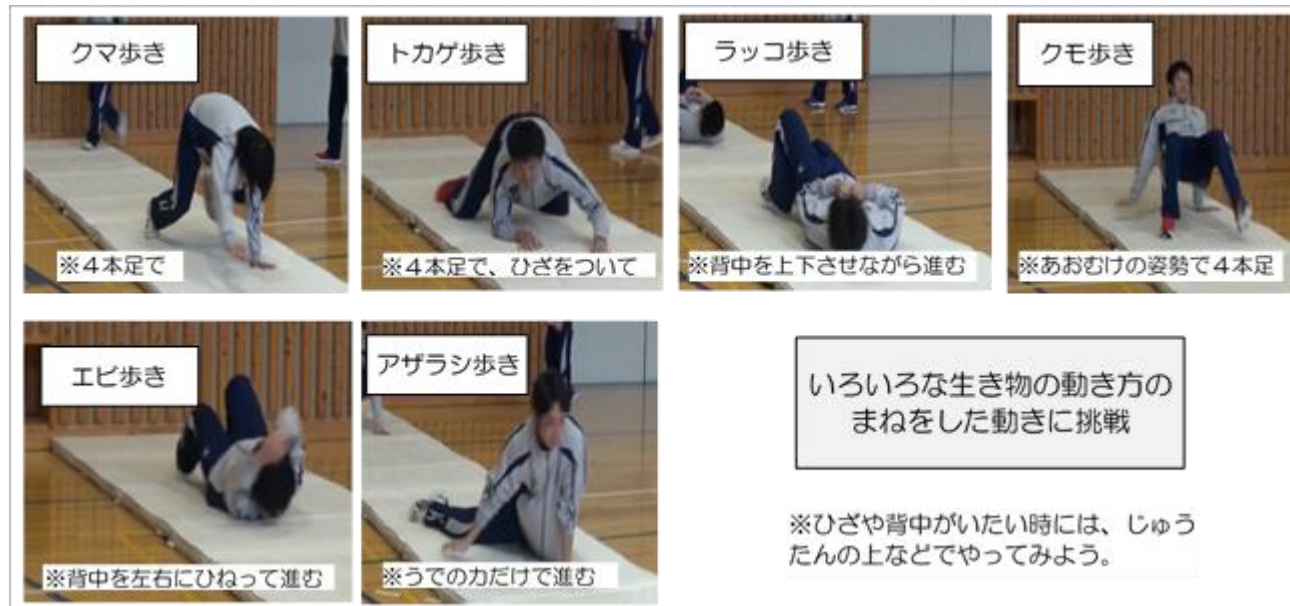 クマ歩き
※４本足で
トカゲ歩き
※４本足で、ひざをついて
ラッコ歩き
※背中を上下させながら進む
クモ歩き
※あおむけの姿勢で４本足
エビ歩き
※背中を左右にひねって進む
アザラシ歩き
※うでの力だけで進む
いろいろな生き物の動き方の
まねをした動きに挑戦
※ひざや背中がいたい時には、じゅう
たんの上などでやってみよう。